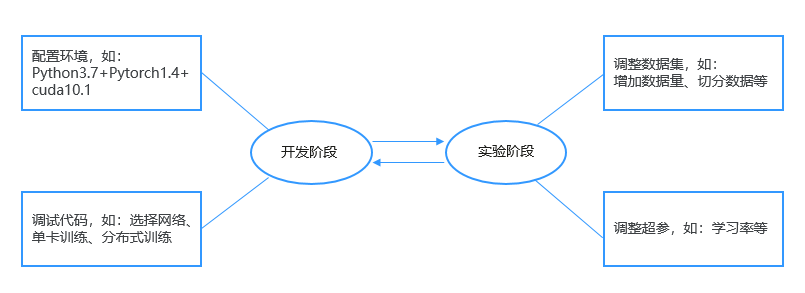 配置环境，如：
Python3.7+Pytorch1.4+
cuda10.1
调试代码，如：选择网络、
单卡训练、分布式训练
开发阶段
实验阶段
调整数据集，如：
增加数据量、切分数据等
调整超参，如：学习率等